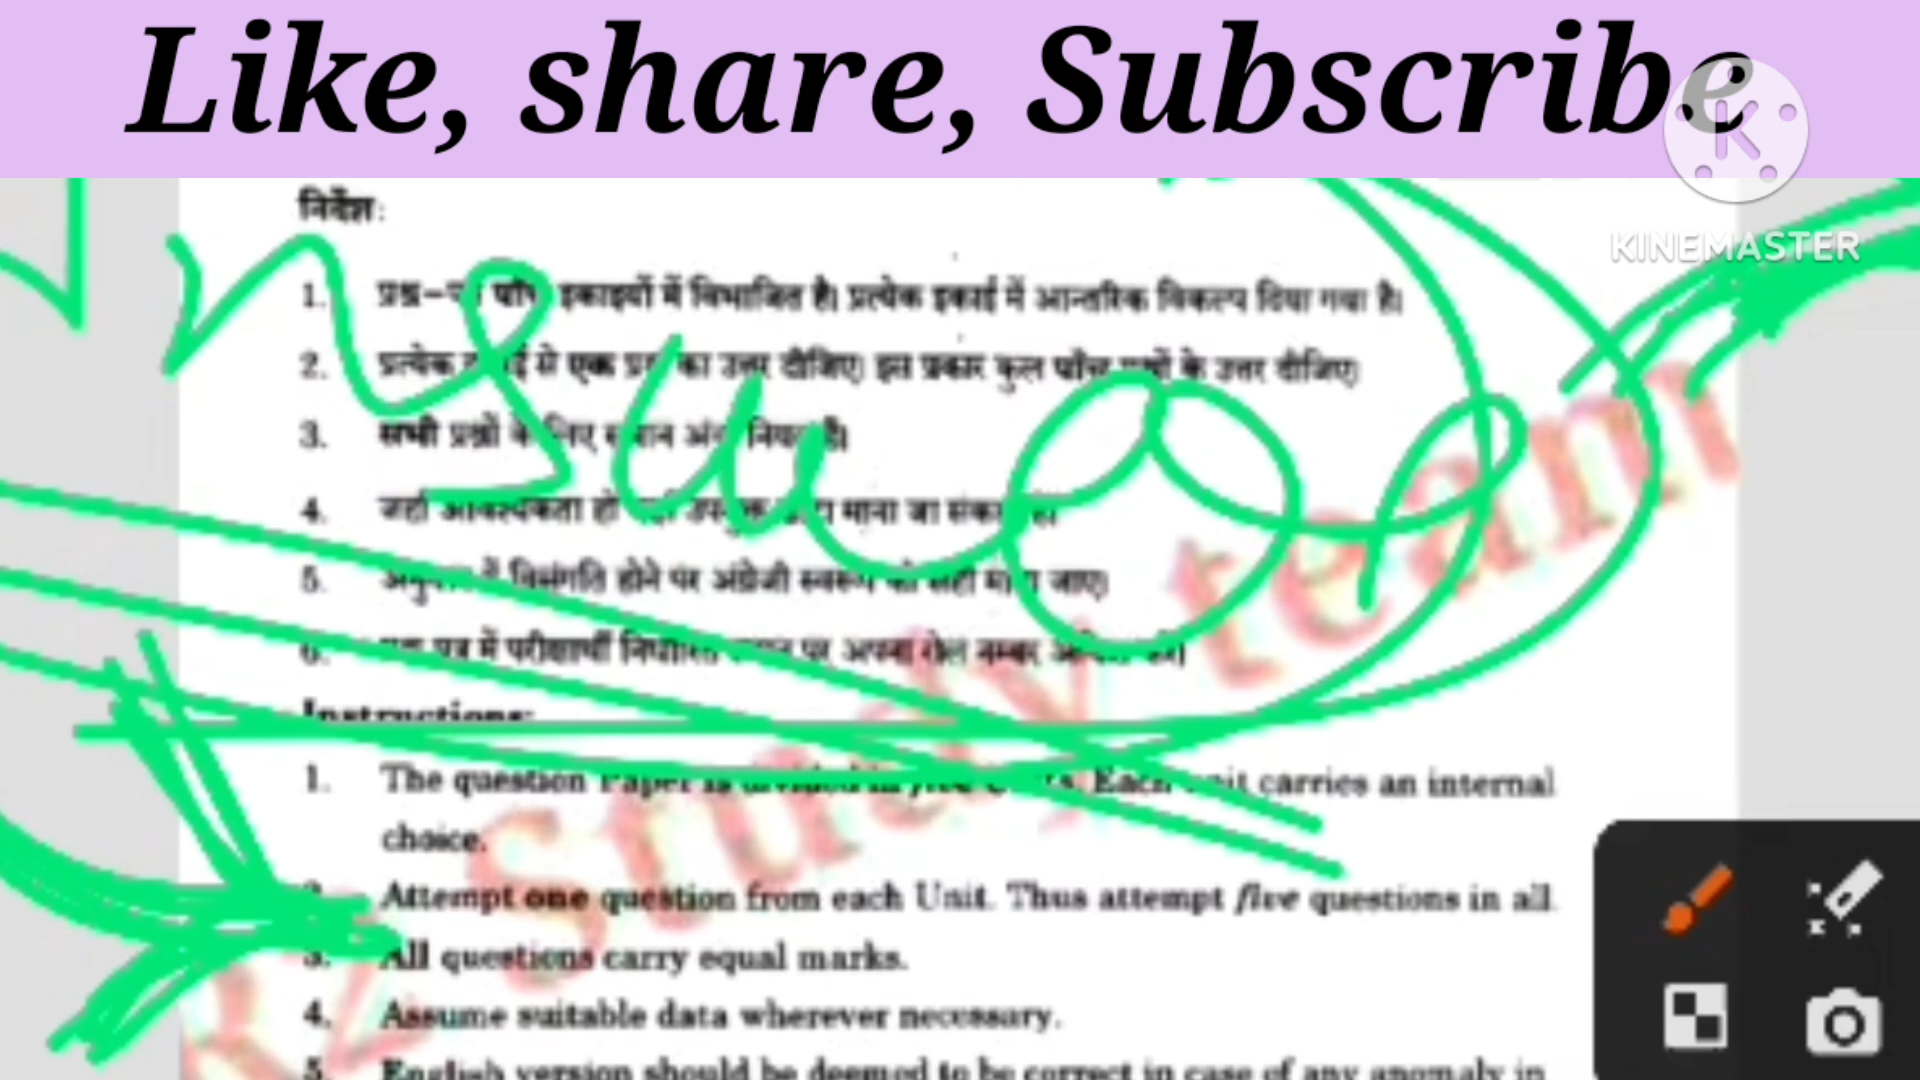 Like, share, Subscribe
KINEMASTER
निर्देश:
1. प्रश्न-पत्र पाँच इकाइयों में विभाजित है। प्रत्येक इकाई में आन्तरिक विकल्प दिया गया है।
2. प्रत्येक इकाई से एक प्रश्न का उत्तर दीजिए। इस प्रकार कुल पाँच प्रश्नों के उत्तर दीजिए।
3. सभी प्रश्नों के लिए समान अंक नियत हैं।
4. जहाँ आवश्यकता हो वहाँ उपयुक्त डाटा माना जा सकता है।
5. में विसंगति होने पर अंग्रेजी स्वरूप को सही माना जाए।
6. पत्र में परीक्षार्थी निर्धारित स्थान पर अपना रोल नम्बर अंकित करें।
Instructions:
1. The question Paper is divided in five Units. Each unit carries an internal
choice.
2. Attempt one question from each Unit. Thus attempt five questions in all.
3. All questions carry equal marks.
4. Assume suitable data wherever necessary.
5. English version should be deemed to be correct in case of any anomaly in
study team